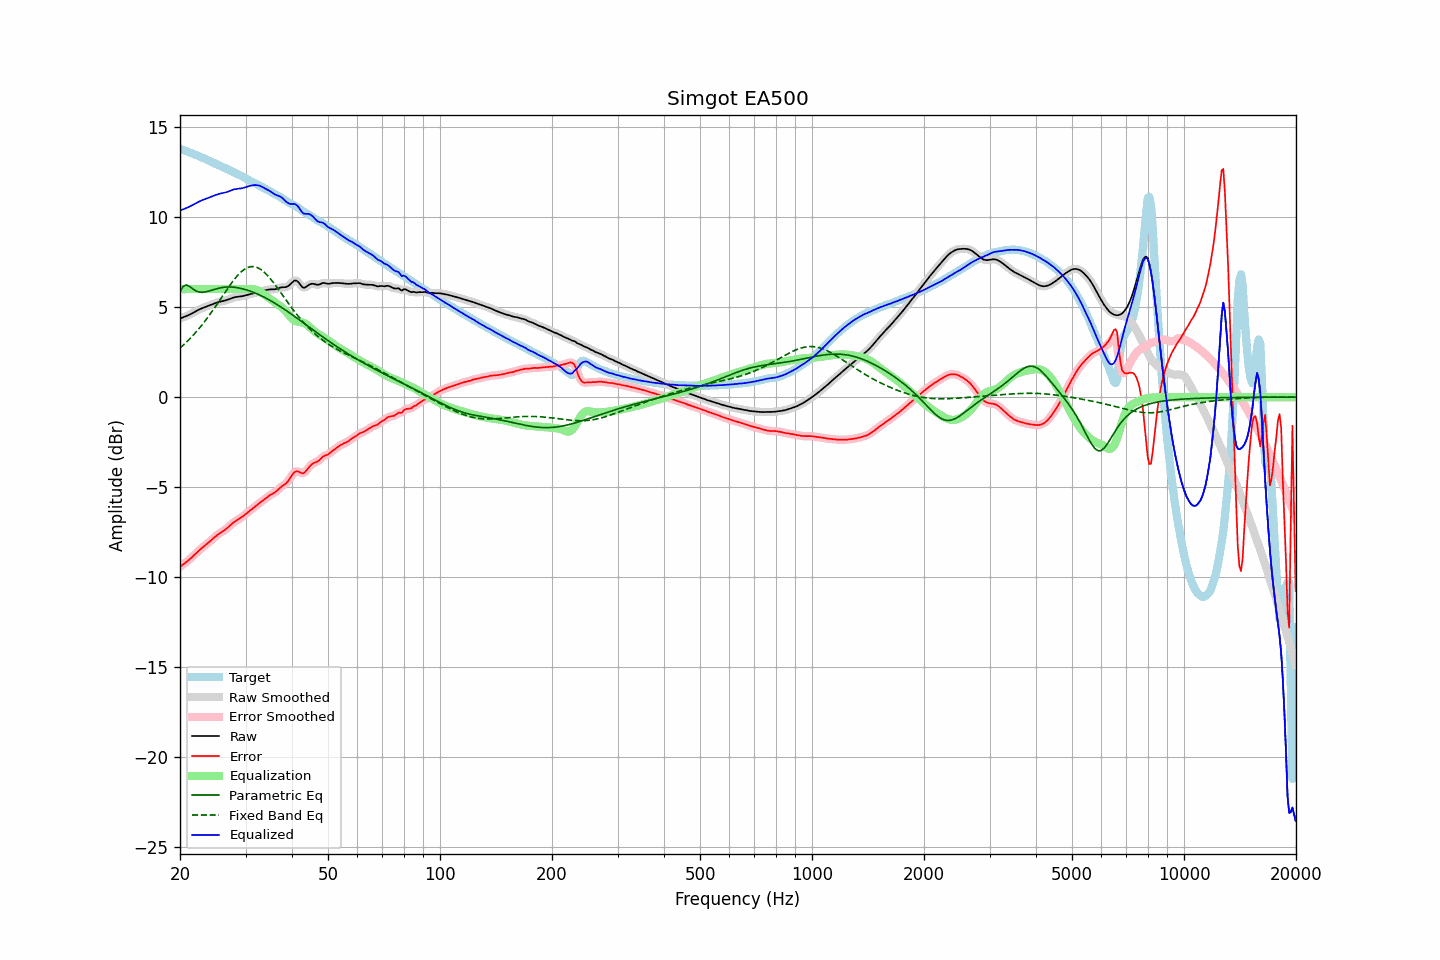 Simgot EA500
15
10
5
0
−5
−10
−15
−20
−25
Amplitude (dBr)
Target
Raw Smoothed
Error Smoothed
Raw
Error
Equalization
Parametric Eq
Fixed Band Eq
Equalized
20 50 100 200 500 1000 2000 5000 10000 20000
Frequency (Hz)